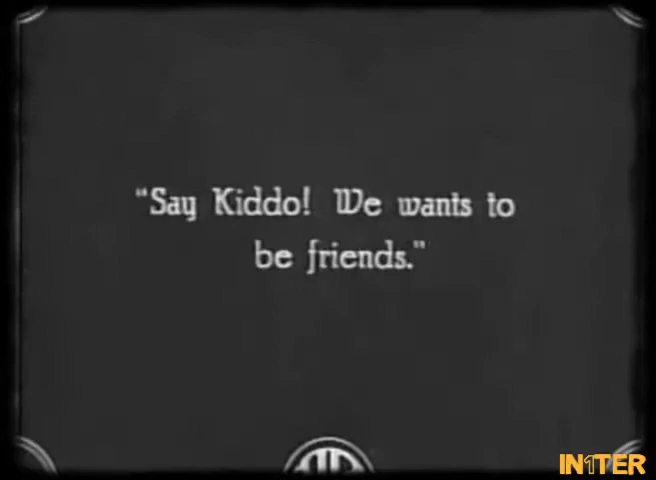 “Say Kiddo! We wants to
be friends.”
IN1TER